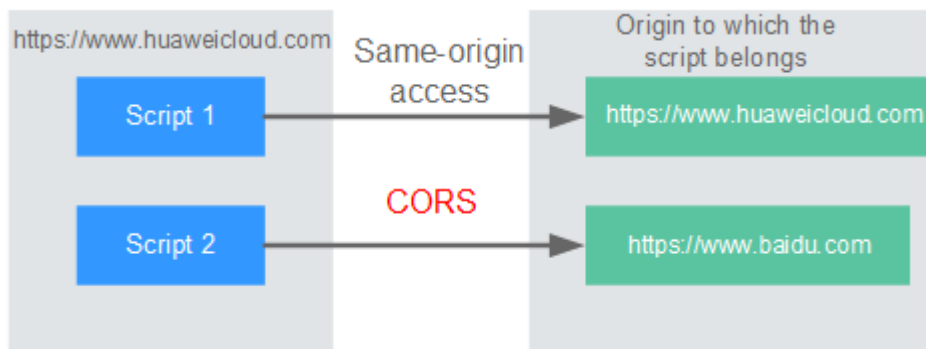 https://www.huaweicloud.com
Same-origin
access
Origin to which the
script belongs
Script 1
https://www.huaweicloud.com
CORS
Script 2
https://www.baidu.com